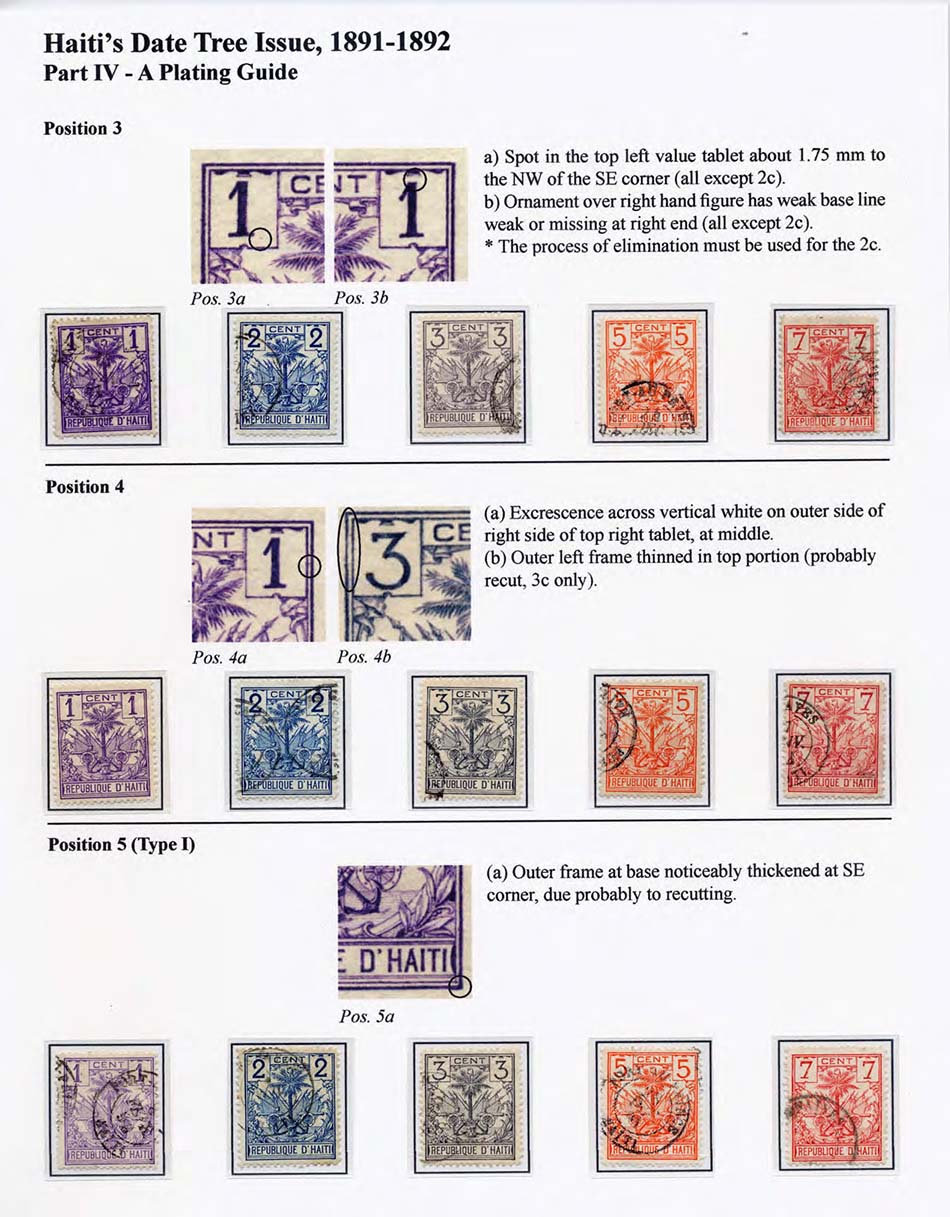 Haiti's Date Tree Issue, 1891-1892
Part IV - A Plating Guide
Position 3
1 CENT
NT 1
a) Spot in the top left value tablet about 1.75 mm to
the NW of the SE corner (all except 2c).
b) Ornament over right hand figure has weak base line
weak or missing at right end (all except 2c).
* The process of elimination must be used for the 2c.
Pos. 3a
Pos. 3b
1 CENT 1
REPUBLIQUE D'HAITI
2 CENT 2
REPUBLIQUE D'HAITI
3 CENT 3
REPUBLIQUE D'HAITI
5 CENT 5
REPUBLIQUE D'HAITI
7 CENT 7
REPUBLIQUE D'HAITI
Position 4
NT 1
3 CE
(a) Excrescence across vertical white on outer side of
right side of top right tablet, at middle.
(b) Outer left frame thinned in top portion (probably
recut, 3c only).
Pos. 4a
Pos. 4b
1 CENT 1
REPUBLIQUE D'HAITI
2 CENT 2
REPUBLIQUE D'HAITI
3 CENT 3
REPUBLIQUE D'HAITI
5 CENT 5
REPUBLIQUE D'HAITI
7 CENT 7
REPUBLIQUE D'HAITI
Position 5 (Type I)
E D'HAITI
(a) Outer frame at base noticeably thickened at SE
corner, due probably to recutting.
Pos. 5a
1 CENT 1
REPUBLIQUE D'HAITI
2 CENT 2
REPUBLIQUE D'HAITI
3 CENT 3
REPUBLIQUE D'HAITI
5 CENT 5
REPUBLIQUE D'HAITI
7 CENT 7
REPUBLIQUE D'HAITI